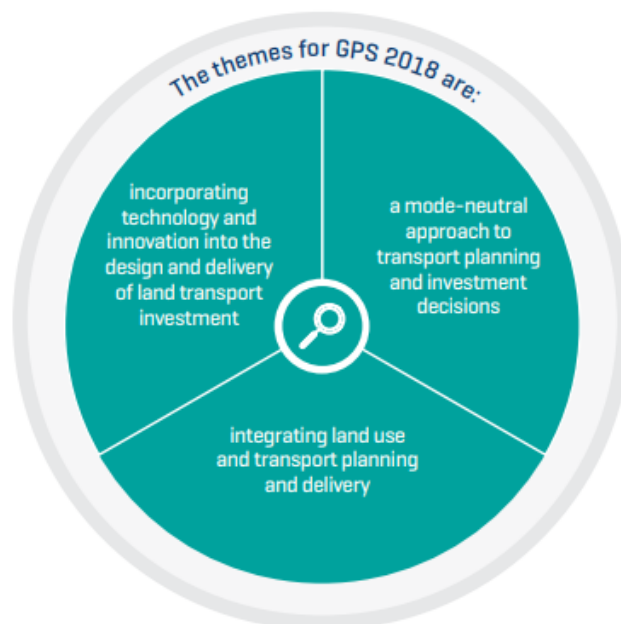 The themes for GPS 2018 are:
incorporating
technology and
innovation into the
design and delivery
of land transport
investment
a mode-neutral
approach to
transport planning
and investment
decisions
integrating land use
and transport planning
and delivery